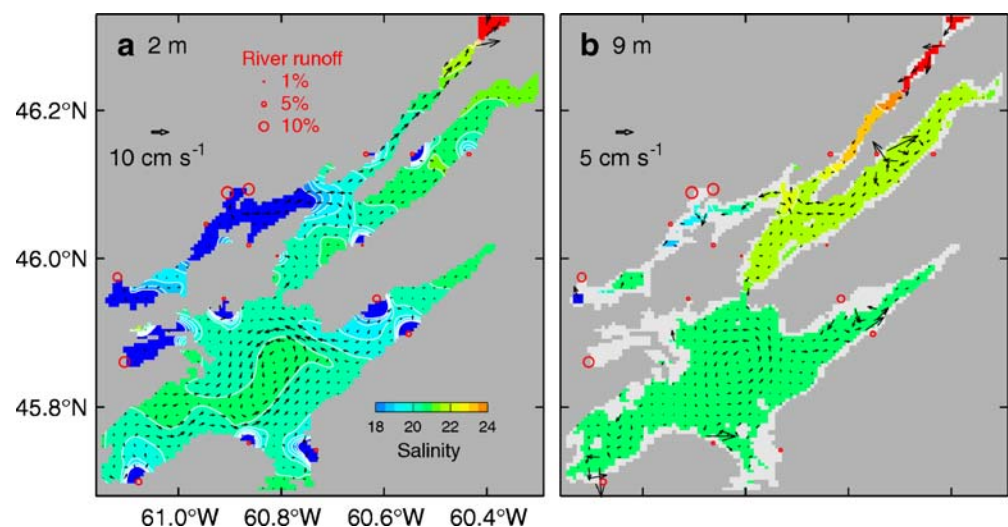 a 2 m
River runoff
1%
5%
10%
46.2°N
10 cm s⁻¹
46.0°N
45.8°N
18 20 22 24
Salinity
61.0°W 60.8°W 60.6°W 60.4°W
b 9 m
5 cm s⁻¹